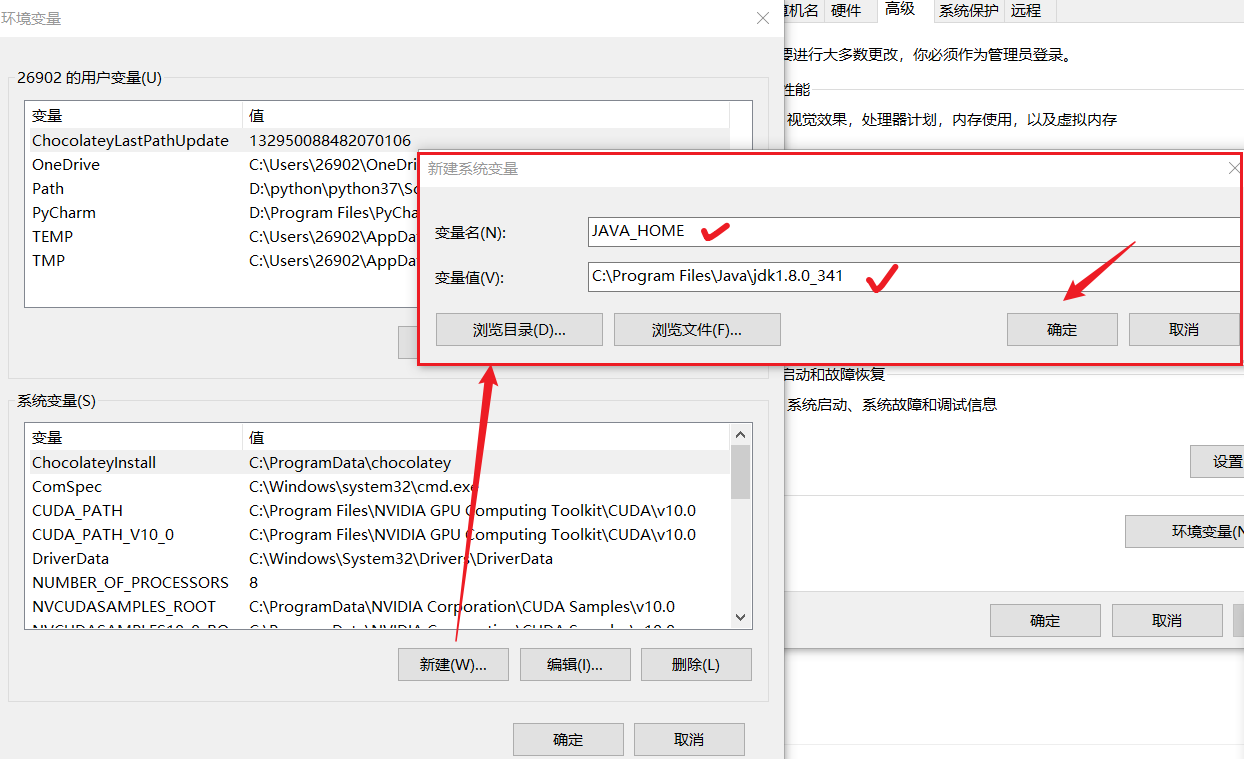 环境变量
26902 的用户变量(U)
变量 值
ChocolateyLastPathUpdate 132950088482070106
OneDrive C:\Users\26902\OneDri
Path D:\python\python37\Sc
PyCharm D:\Program Files\PyCha
TEMP C:\Users\26902\AppDa
TMP C:\Users\26902\AppDa
系统变量(S)
变量 值
ChocolateyInstall C:\ProgramData\chocolatey
ComSpec C:\Windows\system32\cmd.exe
CUDA_PATH C:\Program Files\NVIDIA GPU Computing Toolkit\CUDA\v10.0
CUDA_PATH_V10_0 C:\Program Files\NVIDIA GPU Computing Toolkit\CUDA\v10.0
DriverData C:\Windows\System32\Drivers\DriverData
NUMBER_OF_PROCESSORS 8
NVCUDASAMPLES_ROOT C:\ProgramData\NVIDIA Corporation\CUDA Samples\v10.0
新建(W)... 编辑(I)... 删除(L)
确定 取消
新建系统变量
变量名(N): JAVA_HOME
变量值(V): C:\Program Files\Java\jdk1.8.0_341
浏览目录(D)... 浏览文件(F)... 确定 取消
算机名 硬件 高级 系统保护 远程
要进行大多数更改，你必须作为管理员登录。
性能
视觉效果，处理器计划，内存使用，以及虚拟内存
启动和故障恢复
系统启动、系统故障和调试信息
设置
环境变量(N
确定 取消